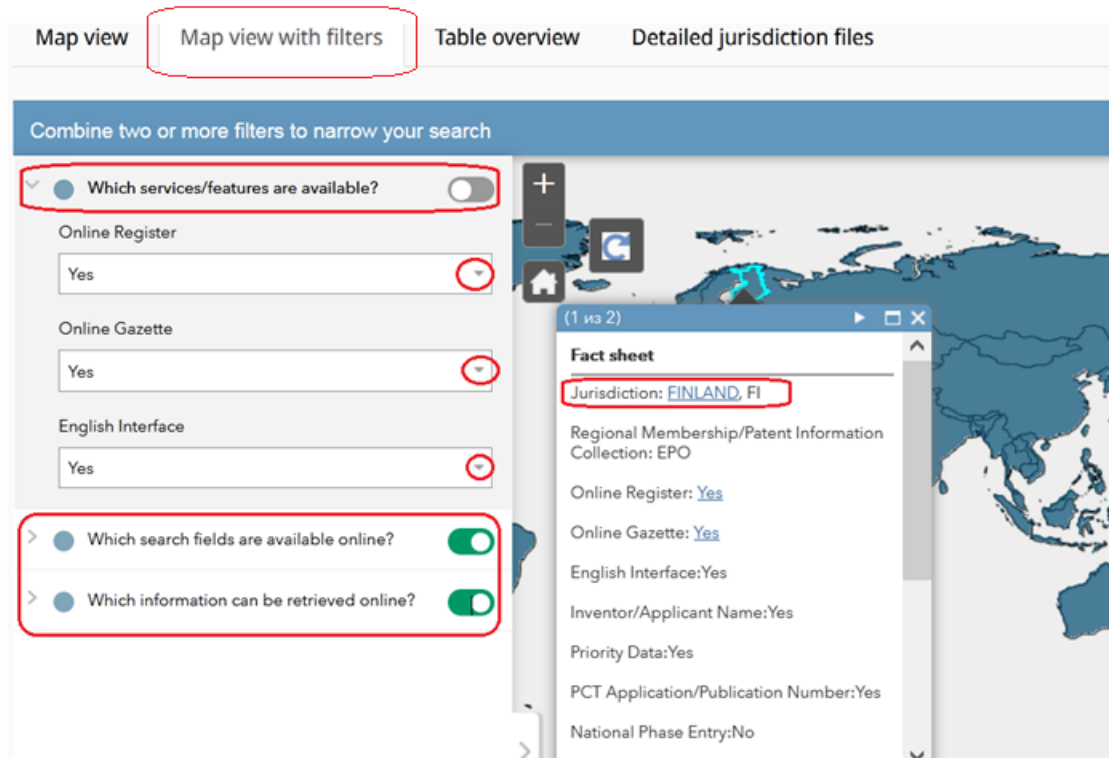 Map view
Map view with filters
Table overview
Detailed jurisdiction files
Combine two or more filters to narrow your search
Which services/features are available?
Online Register
Yes
Online Gazette
Yes
English Interface
Yes
Which search fields are available online?
Which information can be retrieved online?
(1 из 2)
Fact sheet
Jurisdiction: FINLAND, FI
Regional Membership/Patent Information
Collection: EPO
Online Register: Yes
Online Gazette: Yes
English Interface:Yes
Inventor/Applicant Name:Yes
Priority Data:Yes
PCT Application/Publication Number:Yes
National Phase Entry:No